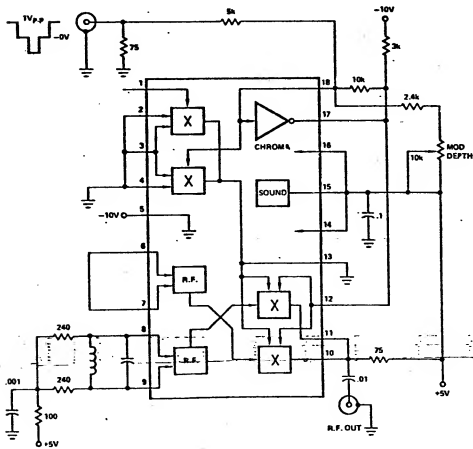 1V P-P
-0V
75
5k
-10V
3k
18
10k
2.4k
1
2
X
17
CHROMA
16
10k
MOD
DEPTH
3
X
4
SOUND
15
.1
5
-10V
14
13
6
R.F.
7
X
12
11
240
8
R.F.
X
10
75
240
9
.01
+5V
.001
100
+5V
R.F. OUT